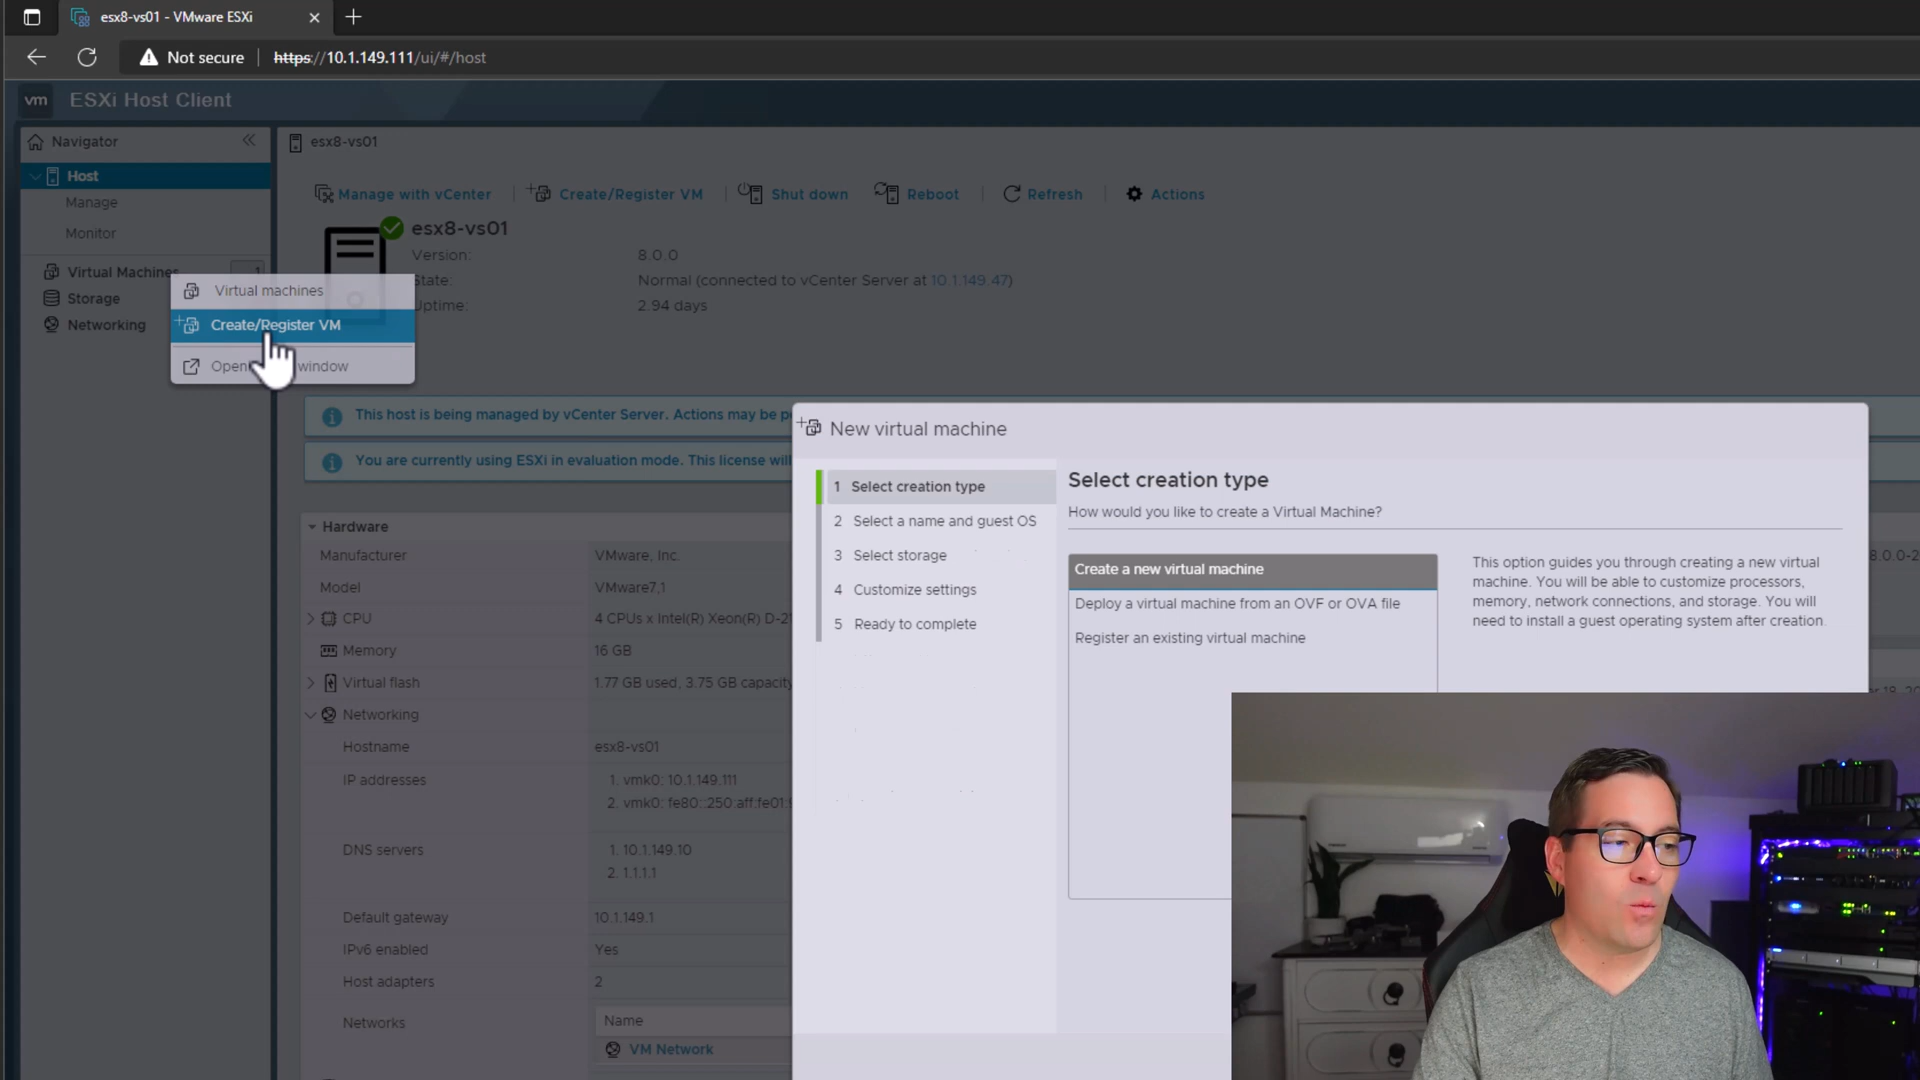 esx8-vs01 - VMware ESXi
Not secure
https://10.1.149.111/ui/#/host
vm ESXi Host Client
Navigator
Host
Manage
Monitor
Virtual Machines
1
Storage
Networking
Virtual machines
Create/Register VM
Open window
esx8-vs01
Manage with vCenter
Create/Register VM
Shut down
Reboot
Refresh
Actions
esx8-vs01
Version: 8.0.0
State: Normal (connected to vCenter Server at 10.1.149.47)
Uptime: 2.94 days
This host is being managed by vCenter Server. Actions may be
You are currently using ESXi in evaluation mode. This license will
Hardware
Manufacturer VMware, Inc.
Model VMware7,1
CPU 4 CPUs x Intel(R) Xeon(R)
Memory 16 GB
Virtual flash 1.77 GB used, 3.75 GB capacity
Networking
Hostname esx8-vs01
IP addresses 1. vmk0: 10.1.149.111
2. vmk0: fe80::250:aff:fe01:
DNS servers 1. 10.1.149.10
2. 1.1.1.1
Default gateway 10.1.149.1
IPv6 enabled Yes
Host adapters 2
Networks Name
VM Network
New virtual machine
1 Select creation type
2 Select a name and guest OS
3 Select storage
4 Customize settings
5 Ready to complete
Select creation type
How would you like to create a Virtual Machine?
Create a new virtual machine
Deploy a virtual machine from an OVF or OVA file
Register an existing virtual machine
This option guides you through creating a new virtual
machine. You will be able to customize processors,
memory, network connections, and storage. You will
need to install a guest operating system after creation.